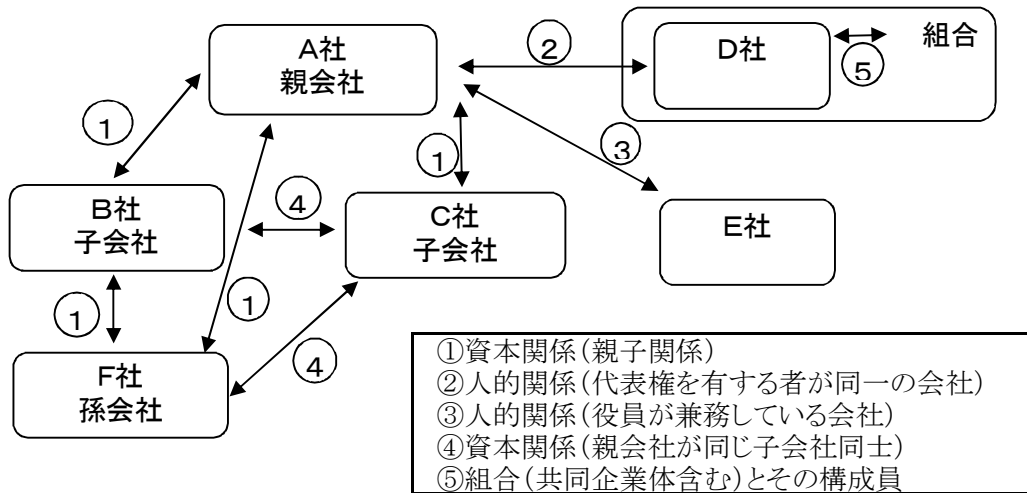 A社
親会社
②
D社
⑤
組合
①
①
③
B社
子会社
④
C社
子会社
E社
①
①
④
F社
孫会社
①資本関係(親子関係)
②人的関係(代表権を有する者が同一の会社)
③人的関係(役員が兼務している会社)
④資本関係(親会社が同じ子会社同士)
⑤組合(共同企業体含む)とその構成員